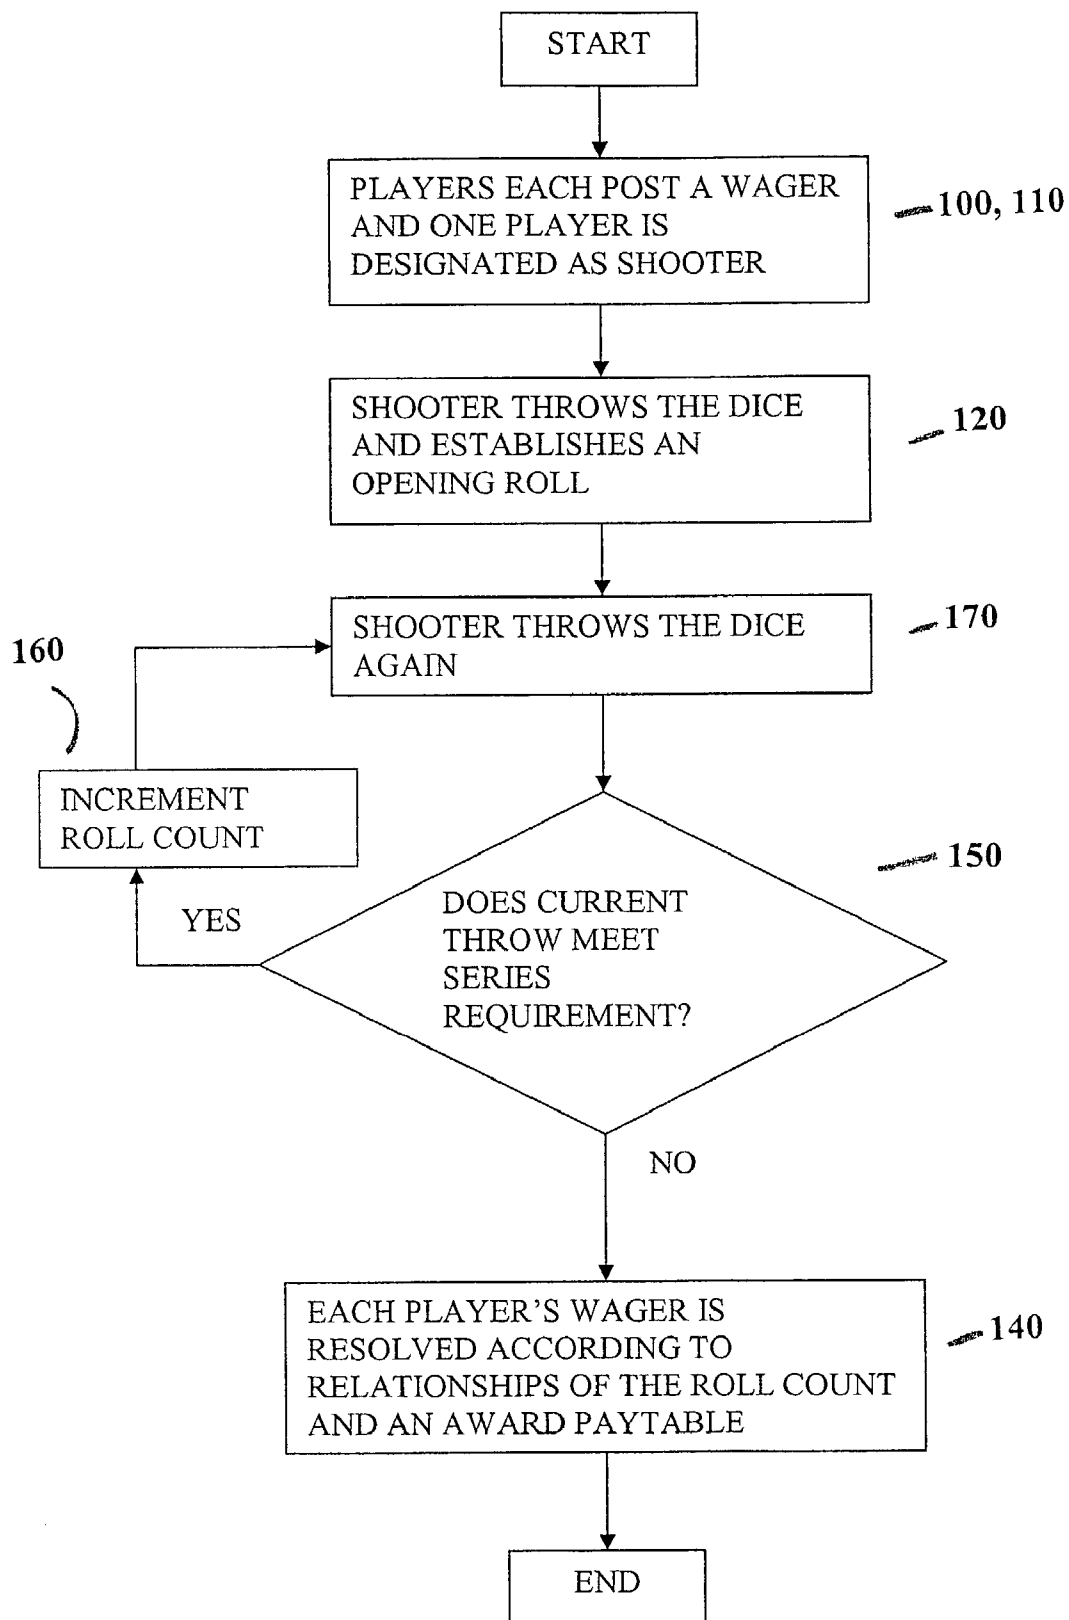 START
PLAYERS EACH POST A WAGER
AND ONE PLAYER IS
DESIGNATED AS SHOOTER
100, 110
SHOOTER THROWS THE DICE
AND ESTABLISHES AN
OPENING ROLL
120
SHOOTER THROWS THE DICE
AGAIN
170
160
INCREMENT
ROLL COUNT
YES
DOES CURRENT
THROW MEET
SERIES
REQUIREMENT?
150
NO
EACH PLAYER'S WAGER IS
RESOLVED ACCORDING TO
RELATIONSHIPS OF THE ROLL COUNT
AND AN AWARD PAYTABLE
140
END